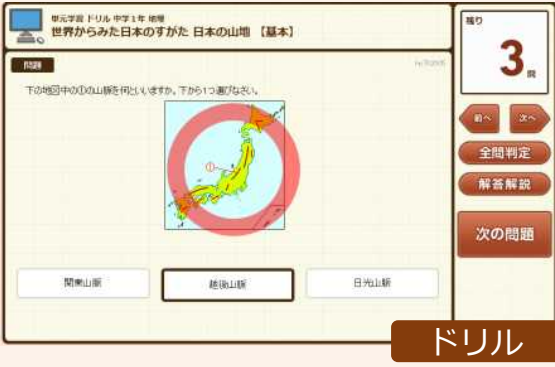 単元学習 ドリル 中学1年 地理
世界からみた日本のすがた 日本の山地 【基本】
残り
3問
問題
下の地図中の①の山脈を何といいますか。下から1つ選びなさい。
①
前へ
次へ
全問判定
解答解説
次の問題
関東山脈
越後山脈
日光山脈
ドリル